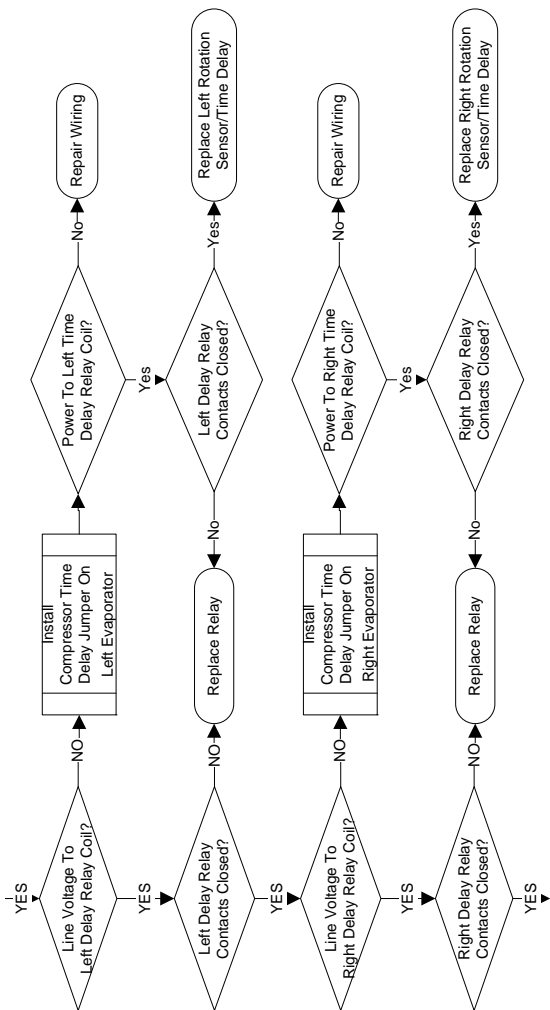 YES
Line Voltage To
Left Delay Relay Coil?
NO
Install
Compressor Time
Delay Jumper On
Left Evaporator
Power To Left Time
Delay Relay Coil?
No
Repair Wiring
YES
Yes
Left Delay Relay
Contacts Closed?
NO
Replace Relay
No
Left Delay Relay
Contacts Closed?
Yes
Replace Left Rotation
Sensor/Time Delay
YES
Line Voltage To
Right Delay Relay Coil?
NO
Install
Compressor Time
Delay Jumper On
Right Evaporator
Power To Right Time
Delay Relay Coil?
No
Repair Wiring
YES
Yes
Right Delay Relay
Contacts Closed?
NO
Replace Relay
No
Right Delay Relay
Contacts Closed?
Yes
Replace Right Rotation
Sensor/Time Delay
YES